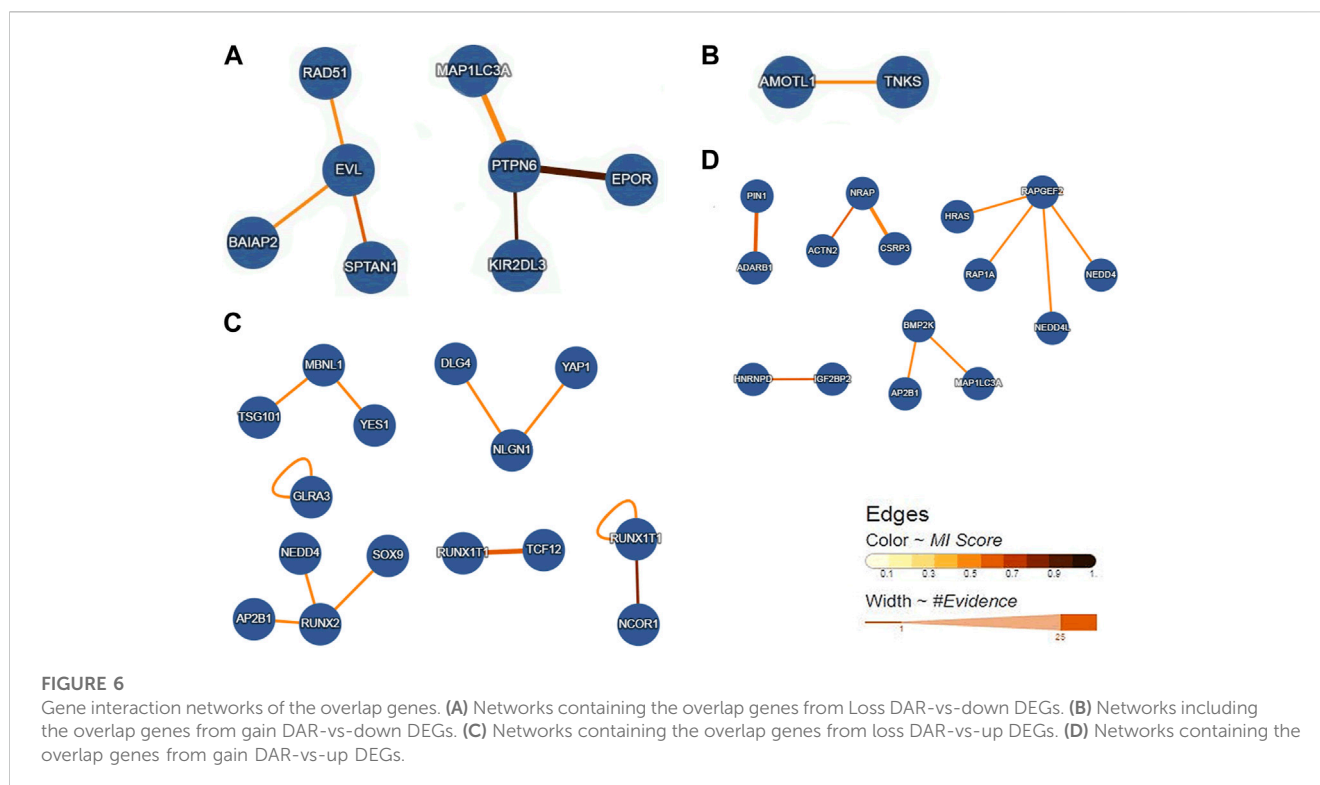 A
RAD51
MAP1LC3A
EVL
PTPN6
EPOR
BAIAP2
SPTAN1
KIR2DL3
B
AMOTL1
TNKS
D
PIN1
NRAP
RAPGEF2
HRAS
ACTN2
CSRP3
ADARB1
RAP1A
NEDD4
NEDD4L
BMP2K
HNRNPD
IGF2BP2
AP2B1
MAP1LC3A
C
MBNL1
DLG4
YAP1
TSG101
YES1
NLGN1
GLRA3
NEDD4
SOX9
RUNX1T1
TCF12
RUNX1T1
AP2B1
RUNX2
NCOR1
Edges
Color ~ MI Score
0.1 0.3 0.5 0.7 0.9 1.
Width ~ #Evidence
1 25
FIGURE 6
Gene interaction networks of the overlap genes. (A) Networks containing the overlap genes from Loss DAR-vs-down DEGs. (B) Networks including
the overlap genes from gain DAR-vs-down DEGs. (C) Networks containing the overlap genes from loss DAR-vs-up DEGs. (D) Networks containing the
overlap genes from gain DAR-vs-up DEGs.